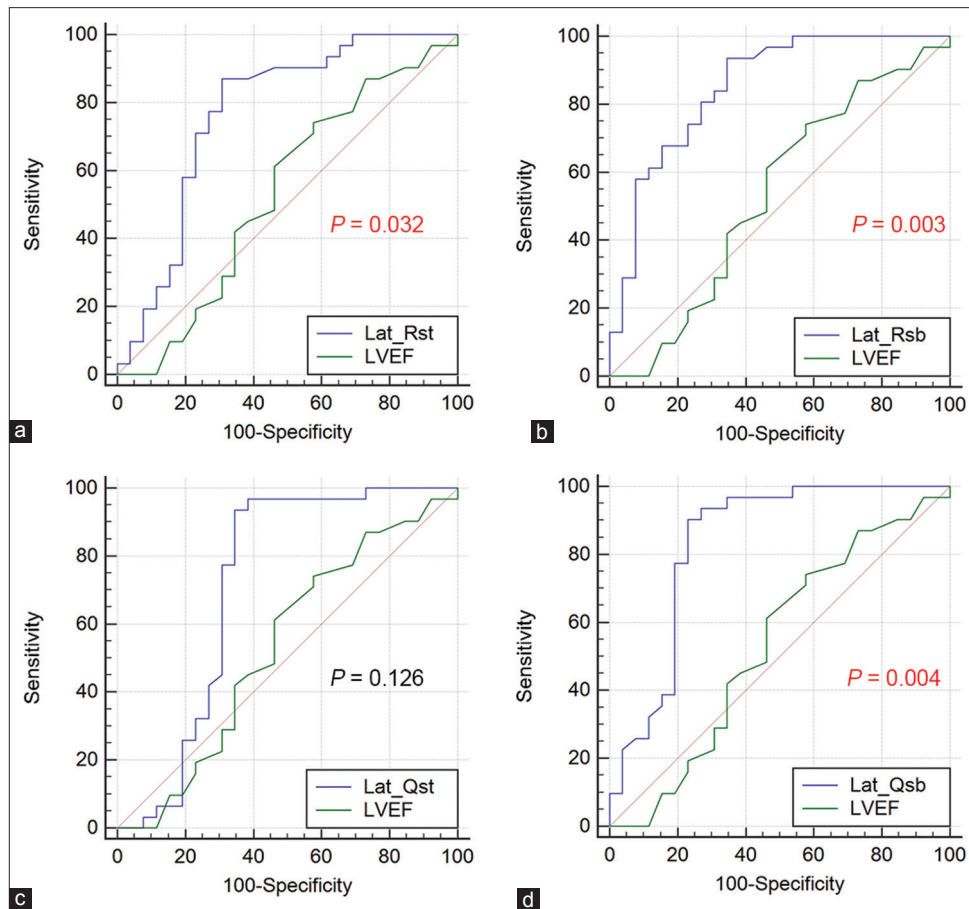 100
80
60
40
20
0
Sensitivity
P = 0.032
Lat_Rst
LVEF
0 20 40 60 80 100
100-Specificity
a
100
80
60
40
20
0
Sensitivity
P = 0.003
Lat_Rsb
LVEF
0 20 40 60 80 100
100-Specificity
b
100
80
60
40
20
0
Sensitivity
P = 0.126
Lat_Qst
LVEF
0 20 40 60 80 100
100-Specificity
c
100
80
60
40
20
0
Sensitivity
P = 0.004
Lat_Qsb
LVEF
0 20 40 60 80 100
100-Specificity
d